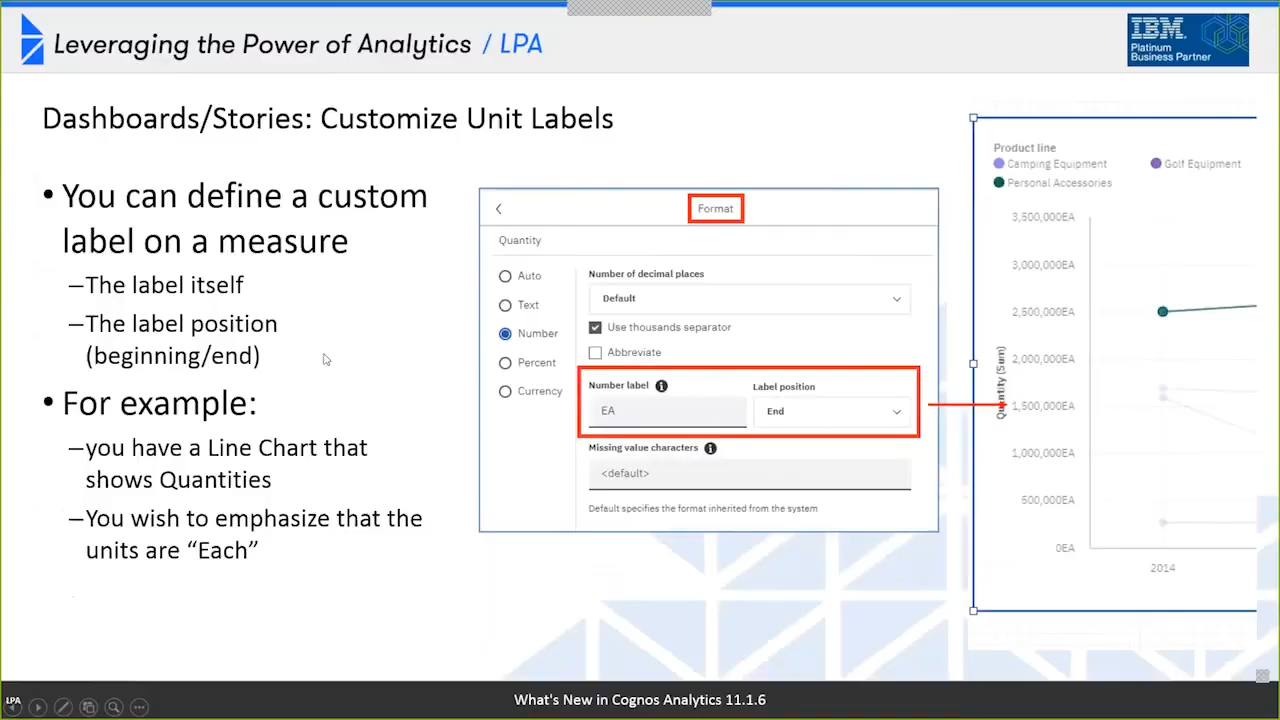 Leveraging the Power of Analytics / LPA
IBM
Platinum
Business Partner
Dashboards/Stories: Customize Unit Labels
• You can define a custom
label on a measure
–The label itself
–The label position
(beginning/end)
• For example:
–you have a Line Chart that
shows Quantities
–You wish to emphasize that the
units are “Each”
Format
Quantity
Auto
Text
Number
Percent
Currency
Number of decimal places
Default
Use thousands separator
Abbreviate
Number label
Label position
EA
End
Missing value characters
<default>
Default specifies the format inherited from the system
Product line
Camping Equipment
Golf Equipment
Personal Accessories
Quantity (Sum)
3,500,000EA
3,000,000EA
2,500,000EA
2,000,000EA
1,500,000EA
1,000,000EA
500,000EA
0EA
2014
LPA
What's New in Cognos Analytics 11.1.6